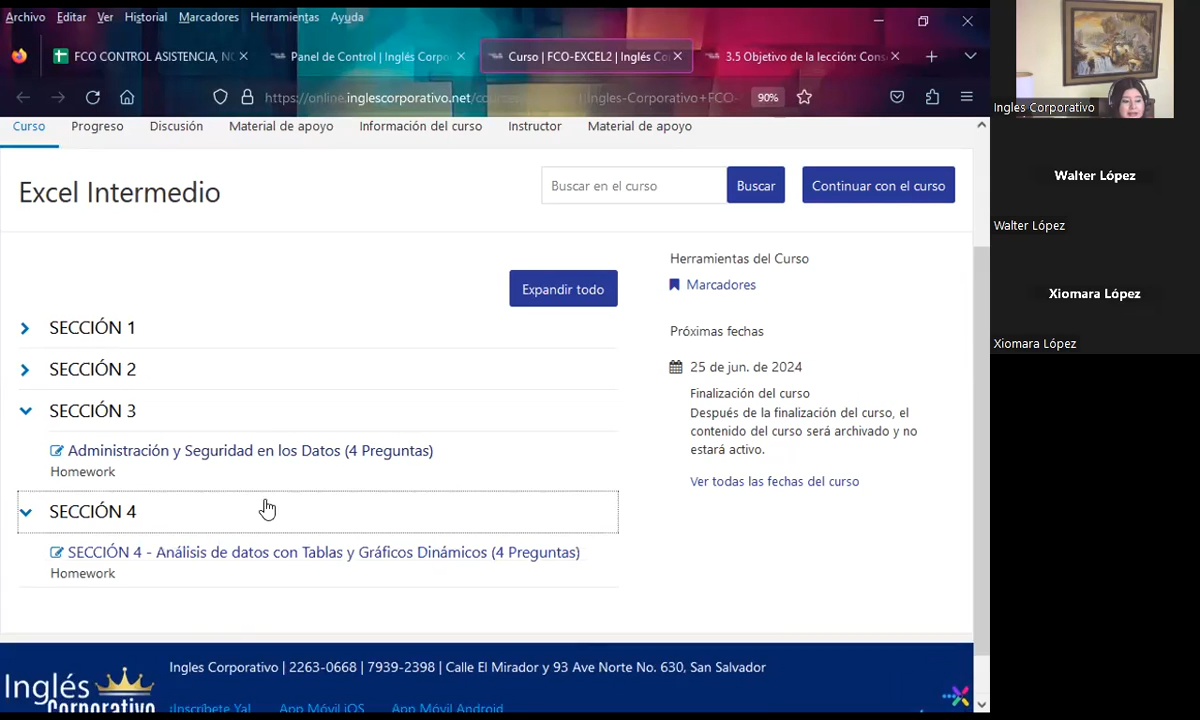 Archivo Editar Ver Historial Marcadores Herramientas Ayuda
FCO CONTROL ASISTENCIA, NO
Panel de Control | Inglés Corpo
Curso | FCO-EXCEL2 | Inglés Co
3.5 Objetivo de la lección: Cons
90%
Curso Progreso Discusión Material de apoyo Información del curso Instructor Material de apoyo
Excel Intermedio
Buscar en el curso
Buscar
Continuar con el curso
Expandir todo
SECCIÓN 1
SECCIÓN 2
SECCIÓN 3
Administración y Seguridad en los Datos (4 Preguntas)
Homework
SECCIÓN 4
SECCIÓN 4 - Análisis de datos con Tablas y Gráficos Dinámicos (4 Preguntas)
Homework
Herramientas del Curso
Marcadores
Próximas fechas
25 de jun. de 2024
Finalización del curso
Después de la finalización del curso, el
contenido del curso será archivado y no
estará activo.
Ver todas las fechas del curso
Inglés
Corporativo
Ingles Corporativo | 2263-0668 | 7939-2398 | Calle El Mirador y 93 Ave Norte No. 630, San Salvador
¡Inscríbete Ya! App Móvil iOS App Móvil Android
Ingles Corporativo
Walter López
Walter López
Xiomara López
Xiomara López